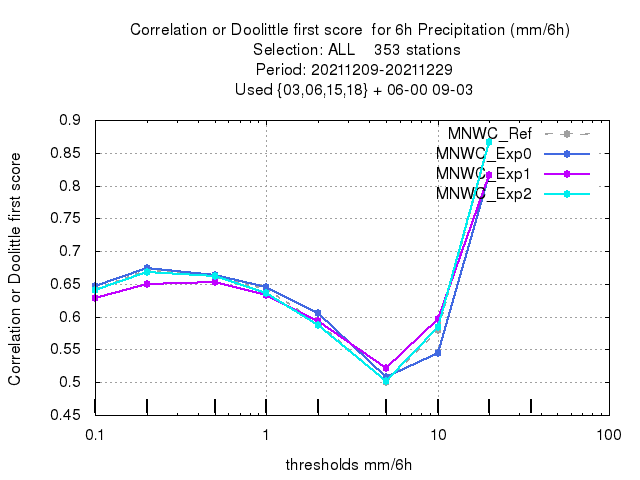 Correlation or Doolittle first score  for 6h Precipitation (mm/6h)
Selection: ALL    353 stations
Period: 20211209-20211229
Used {03,06,15,18} + 06-00 09-03
Correlation or Doolittle first score
0.9
0.85
0.8
0.75
0.7
0.65
0.6
0.55
0.5
0.45
MNWC_Ref
MNWC_Exp0
MNWC_Exp1
MNWC_Exp2
0.1
1
10
100
thresholds mm/6h